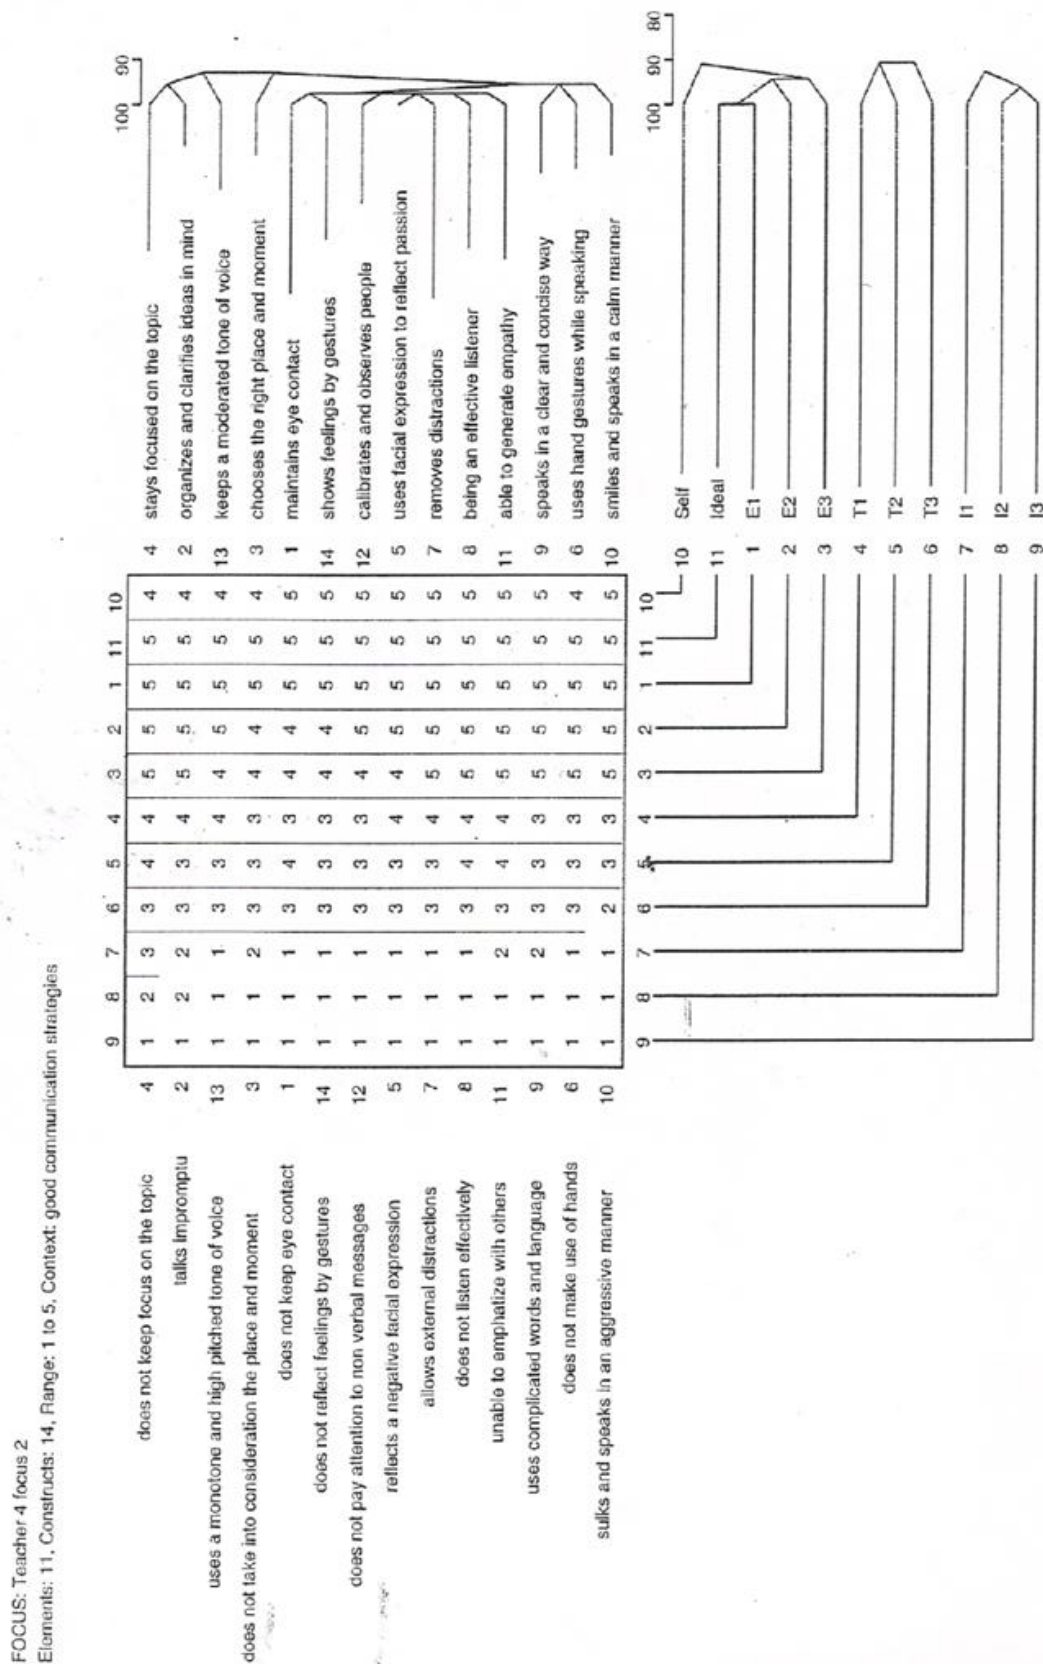 FOCUS: Teacher 4 focus 2
Elements: 11, Constructs: 14, Range: 1 to 5, Context: good communication strategies
9 8 7 6 5 4 3 2 1 11 10 100 90
does not keep focus on the topic 4 1 2 3 3 4 4 5 5 5 5 4 4 stays focused on the topic
talks impromptu 2 1 2 2 3 3 4 5 5 5 5 4 2 organizes and clarifies ideas in mind
uses a monotone and high pitched tone of voice 13 1 1 1 3 3 4 4 5 5 5 4 13 keeps a moderated tone of voice
does not take into consideration the place and moment 3 1 1 2 3 3 3 4 4 5 5 4 3 chooses the right place and moment
does not keep eye contact 1 1 1 1 3 4 3 4 4 5 5 5 1 maintains eye contact
does not reflect feelings by gestures 14 1 1 1 3 3 3 4 4 5 5 5 14 shows feelings by gestures
does not pay attention to non verbal messages 12 1 1 1 3 3 3 4 5 5 5 5 12 calibrates and observes people
reflects a negative facial expression 5 1 1 1 3 3 4 4 5 5 5 5 5 uses facial expression to reflect passion
allows external distractions 7 1 1 1 3 3 4 5 5 5 5 5 7 removes distractions
does not listen effectively 8 1 1 1 3 4 4 5 5 5 5 5 8 being an effective listener
unable to emphatize with others 11 1 1 2 3 4 4 5 5 5 5 5 11 able to generate empathy
uses complicated words and language 9 1 1 2 3 3 3 5 5 5 5 5 9 speaks in a clear and concise way
does not make use of hands 6 1 1 1 3 3 3 5 5 5 5 4 6 uses hand gestures while speaking
sulks and speaks in an aggressive manner 10 1 1 1 2 3 3 5 5 5 5 5 10 smiles and speaks in a calm manner
9 8 7 6 5 4 3 2 1 11 10 100 90 80
10 Self
11 Ideal
1 E1
2 E2
3 E3
4 T1
5 T2
6 T3
7 I1
8 I2
9 I3